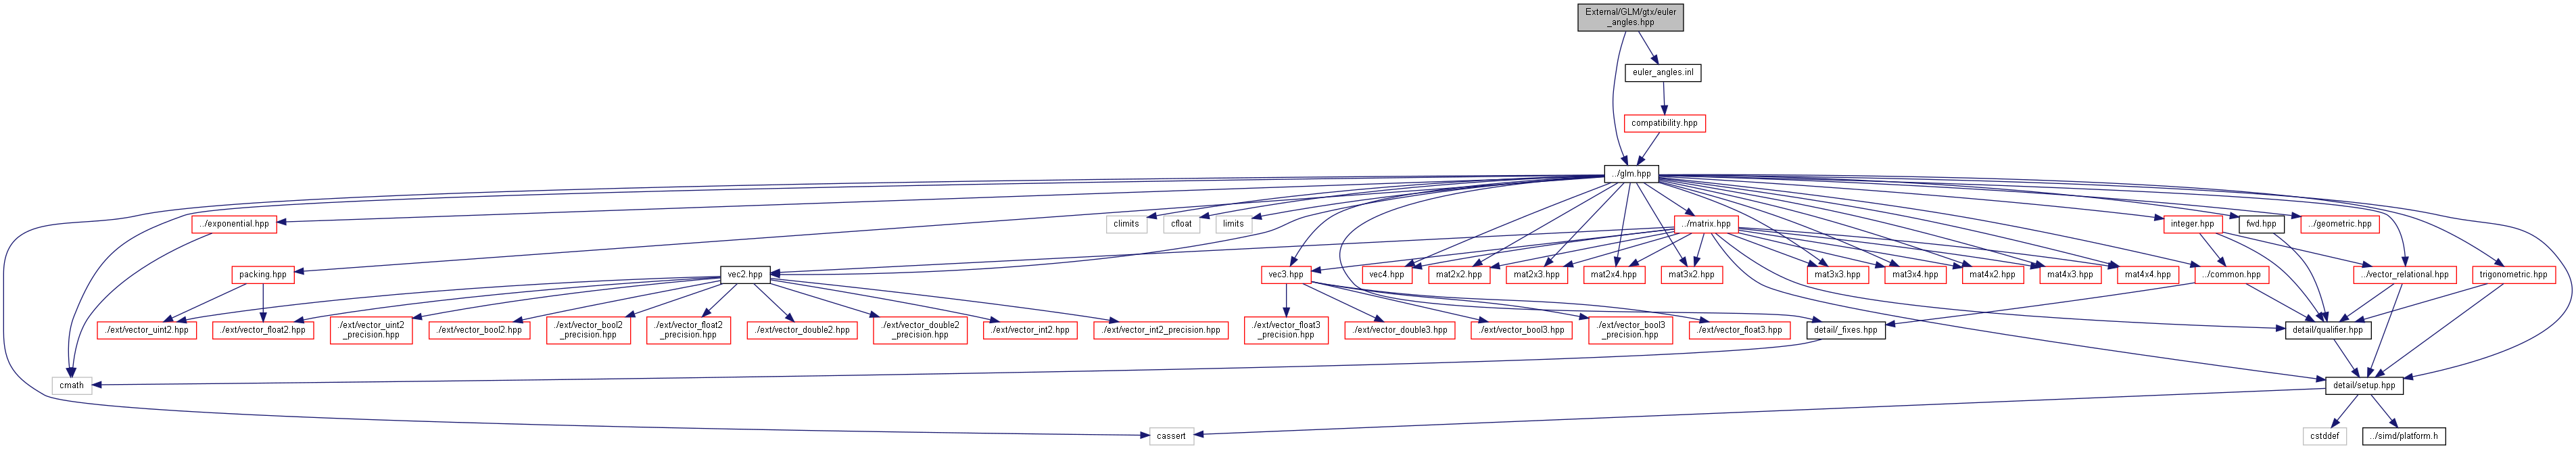 External/GLM/gtx/euler
_angles.hpp
euler_angles.inl
compatibility.hpp
../glm.hpp
../exponential.hpp
climits
cfloat
limits
../matrix.hpp
integer.hpp
fwd.hpp
../geometric.hpp
packing.hpp
vec2.hpp
vec3.hpp
vec4.hpp
mat2x2.hpp
mat2x3.hpp
mat2x4.hpp
mat3x2.hpp
mat3x3.hpp
mat3x4.hpp
mat4x2.hpp
mat4x3.hpp
mat4x4.hpp
../common.hpp
../vector_relational.hpp
trigonometric.hpp
./ext/vector_uint2.hpp
./ext/vector_float2.hpp
./ext/vector_uint2
_precision.hpp
./ext/vector_bool2.hpp
./ext/vector_bool2
_precision.hpp
./ext/vector_float2
_precision.hpp
./ext/vector_double2.hpp
./ext/vector_double2
_precision.hpp
./ext/vector_int2.hpp
./ext/vector_int2_precision.hpp
./ext/vector_float3
_precision.hpp
./ext/vector_double3.hpp
./ext/vector_bool3.hpp
./ext/vector_bool3
_precision.hpp
./ext/vector_float3.hpp
detail/_fixes.hpp
detail/qualifier.hpp
cmath
detail/setup.hpp
cassert
cstddef
../simd/platform.h